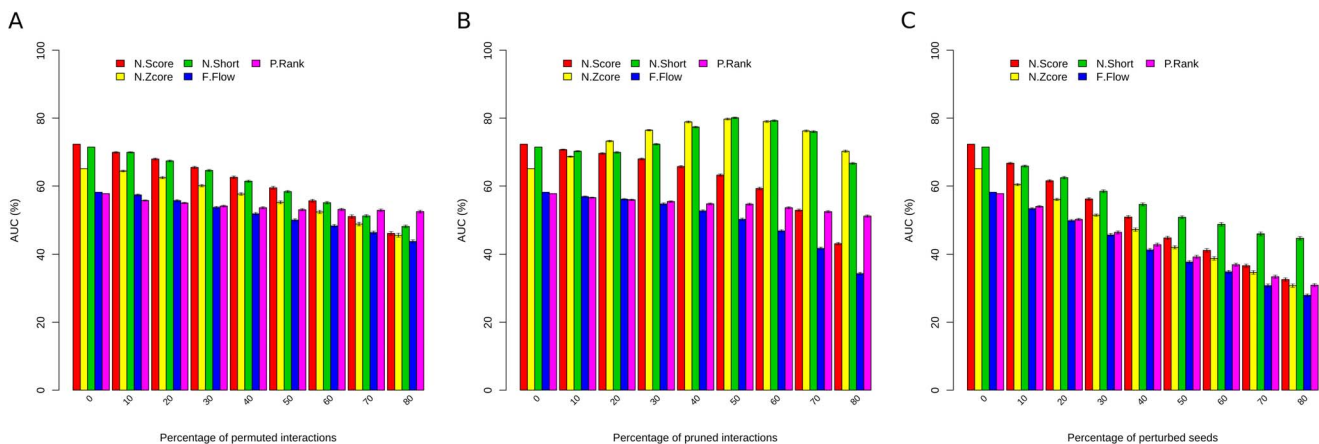 A
AUC (%)
100
80
60
40
20
0
N.Score
N.Short
P.Rank
N.Zcore
F.Flow
0
10
20
30
40
50
60
70
80
Percentage of permuted interactions
B
AUC (%)
100
80
60
40
20
0
N.Score
N.Short
P.Rank
N.Zcore
F.Flow
0
10
20
30
40
50
60
70
80
Percentage of pruned interactions
C
AUC (%)
100
80
60
40
20
0
N.Score
N.Short
P.Rank
N.Zcore
F.Flow
0
10
20
30
40
50
60
70
80
Percentage of perturbed seeds